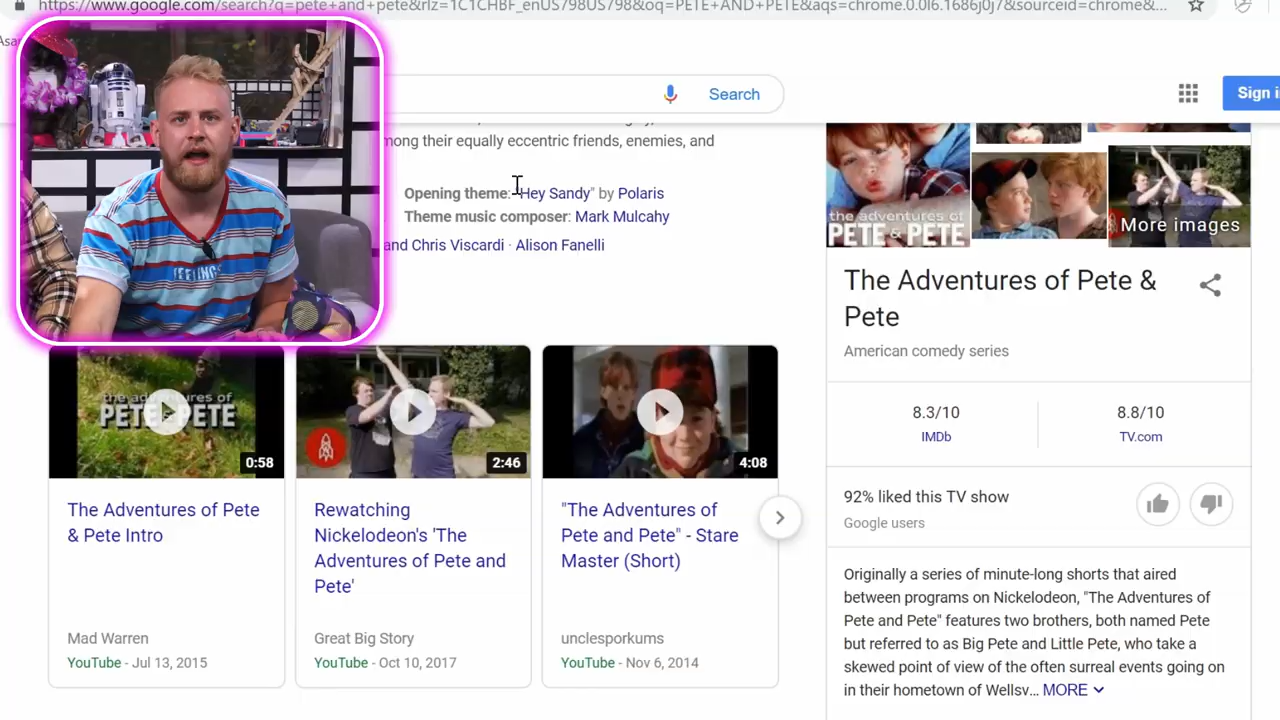 https://www.google.com/search?q=pete+and+pete&rlz=1C1CHBF_enUS798US798&oq=PETE+AND+PETE&aqs=chrome.0.0l6.1686j0j7&sourceid=chrome&...
Search
Sign i
mong their equally eccentric friends, enemies, and
Opening theme: "Hey Sandy" by Polaris
Theme music composer: Mark Mulcahy
and Chris Viscardi · Alison Fanelli
FEELINGS
the adventures of
PETE & PETE
More images
The Adventures of Pete &
Pete
American comedy series
8.3/10
IMDb
8.8/10
TV.com
92% liked this TV show
Google users
Originally a series of minute-long shorts that aired
between programs on Nickelodeon, "The Adventures of
Pete and Pete" features two brothers, both named Pete
but referred to as Big Pete and Little Pete, who take a
skewed point of view of the often surreal events going on
in their hometown of Wellsv... MORE
the adventures of
PETE & PETE
0:58
The Adventures of Pete
& Pete Intro
Mad Warren
YouTube - Jul 13, 2015
2:46
Rewatching
Nickelodeon's 'The
Adventures of Pete and
Pete'
Great Big Story
YouTube - Oct 10, 2017
4:08
"The Adventures of
Pete and Pete" - Stare
Master (Short)
unclesporkums
YouTube - Nov 6, 2014